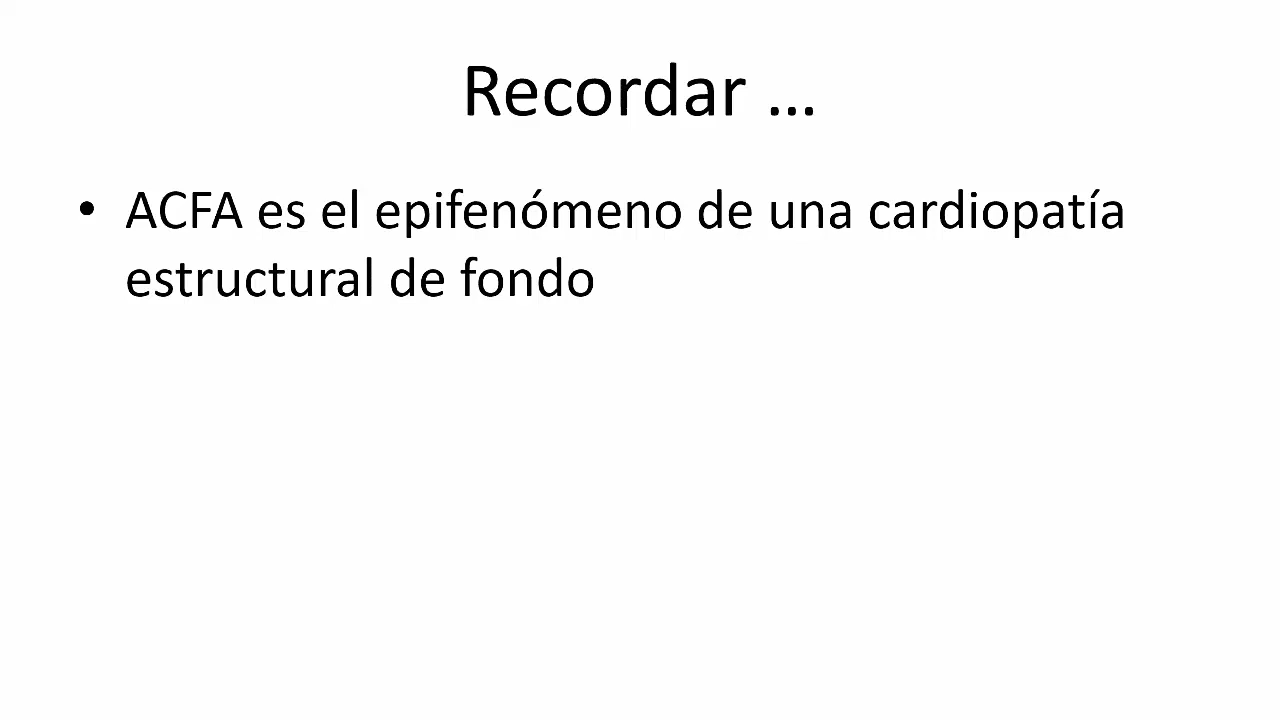 Recordar ...
• ACFA es el epifenómeno de una cardiopatía
estructural de fondo